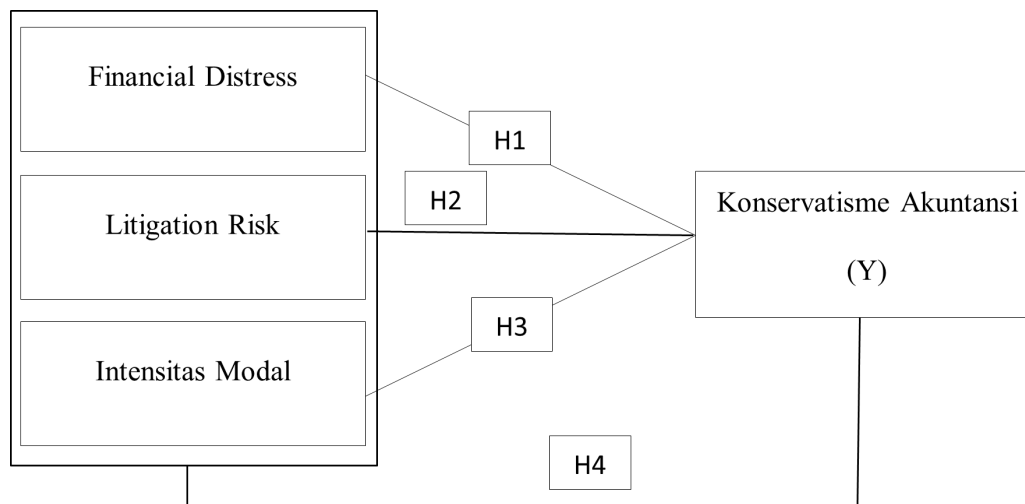 Financial Distress
H1
H2
Litigation Risk
Konservatisme Akuntansi
(Y)
H3
Intensitas Modal
H4